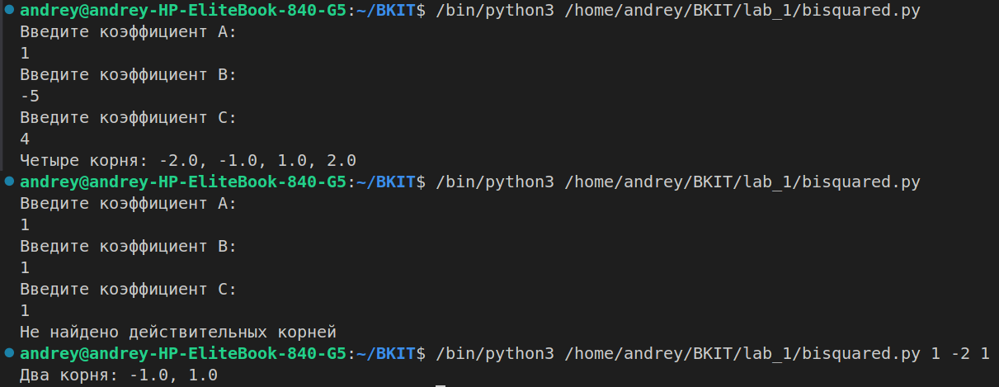 andrey@andrey-HP-EliteBook-840-G5:~/BKIT$ /bin/python3 /home/andrey/BKIT/lab_1/bisquared.py
Введите коэффициент A:
1
Введите коэффициент B:
-5
Введите коэффициент C:
4
Четыре корня: -2.0, -1.0, 1.0, 2.0
andrey@andrey-HP-EliteBook-840-G5:~/BKIT$ /bin/python3 /home/andrey/BKIT/lab_1/bisquared.py
Введите коэффициент A:
1
Введите коэффициент B:
1
Введите коэффициент C:
1
Не найдено действительных корней
andrey@andrey-HP-EliteBook-840-G5:~/BKIT$ /bin/python3 /home/andrey/BKIT/lab_1/bisquared.py 1 -2 1
Два корня: -1.0, 1.0